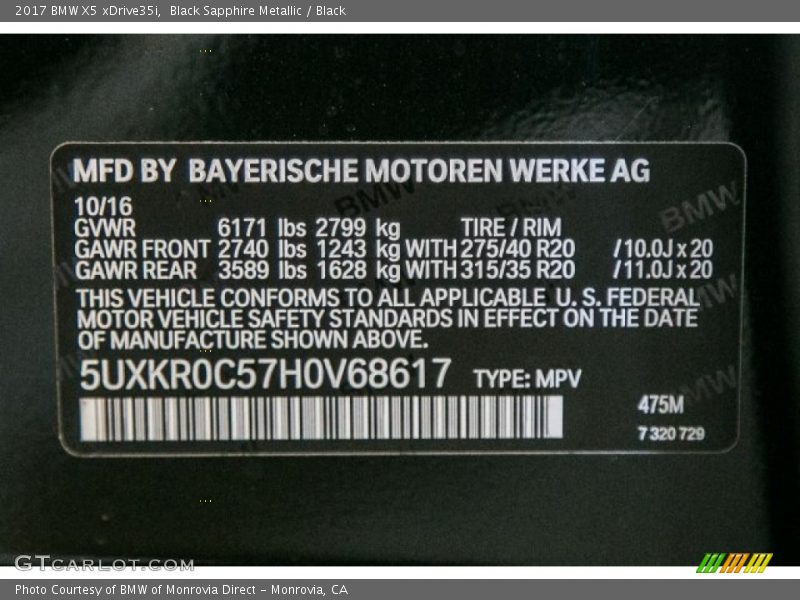 2017 BMW X5 xDrive35i, Black Sapphire Metallic / Black
MFD BY BAYERISCHE MOTOREN WERKE AG
10/16
GVWR 6171 lbs 2799 kg TIRE / RIM
GAWR FRONT 2740 lbs 1243 kg WITH 275/40 R20 /10.0J x 20
GAWR REAR 3589 lbs 1628 kg WITH 315/35 R20 /11.0J x 20
THIS VEHICLE CONFORMS TO ALL APPLICABLE U. S. FEDERAL
MOTOR VEHICLE SAFETY STANDARDS IN EFFECT ON THE DATE
OF MANUFACTURE SHOWN ABOVE.
5UXKR0C57H0V68617 TYPE: MPV
475M
7 320 729
GTCARLOT.COM
Photo Courtesy of BMW of Monrovia Direct - Monrovia, CA